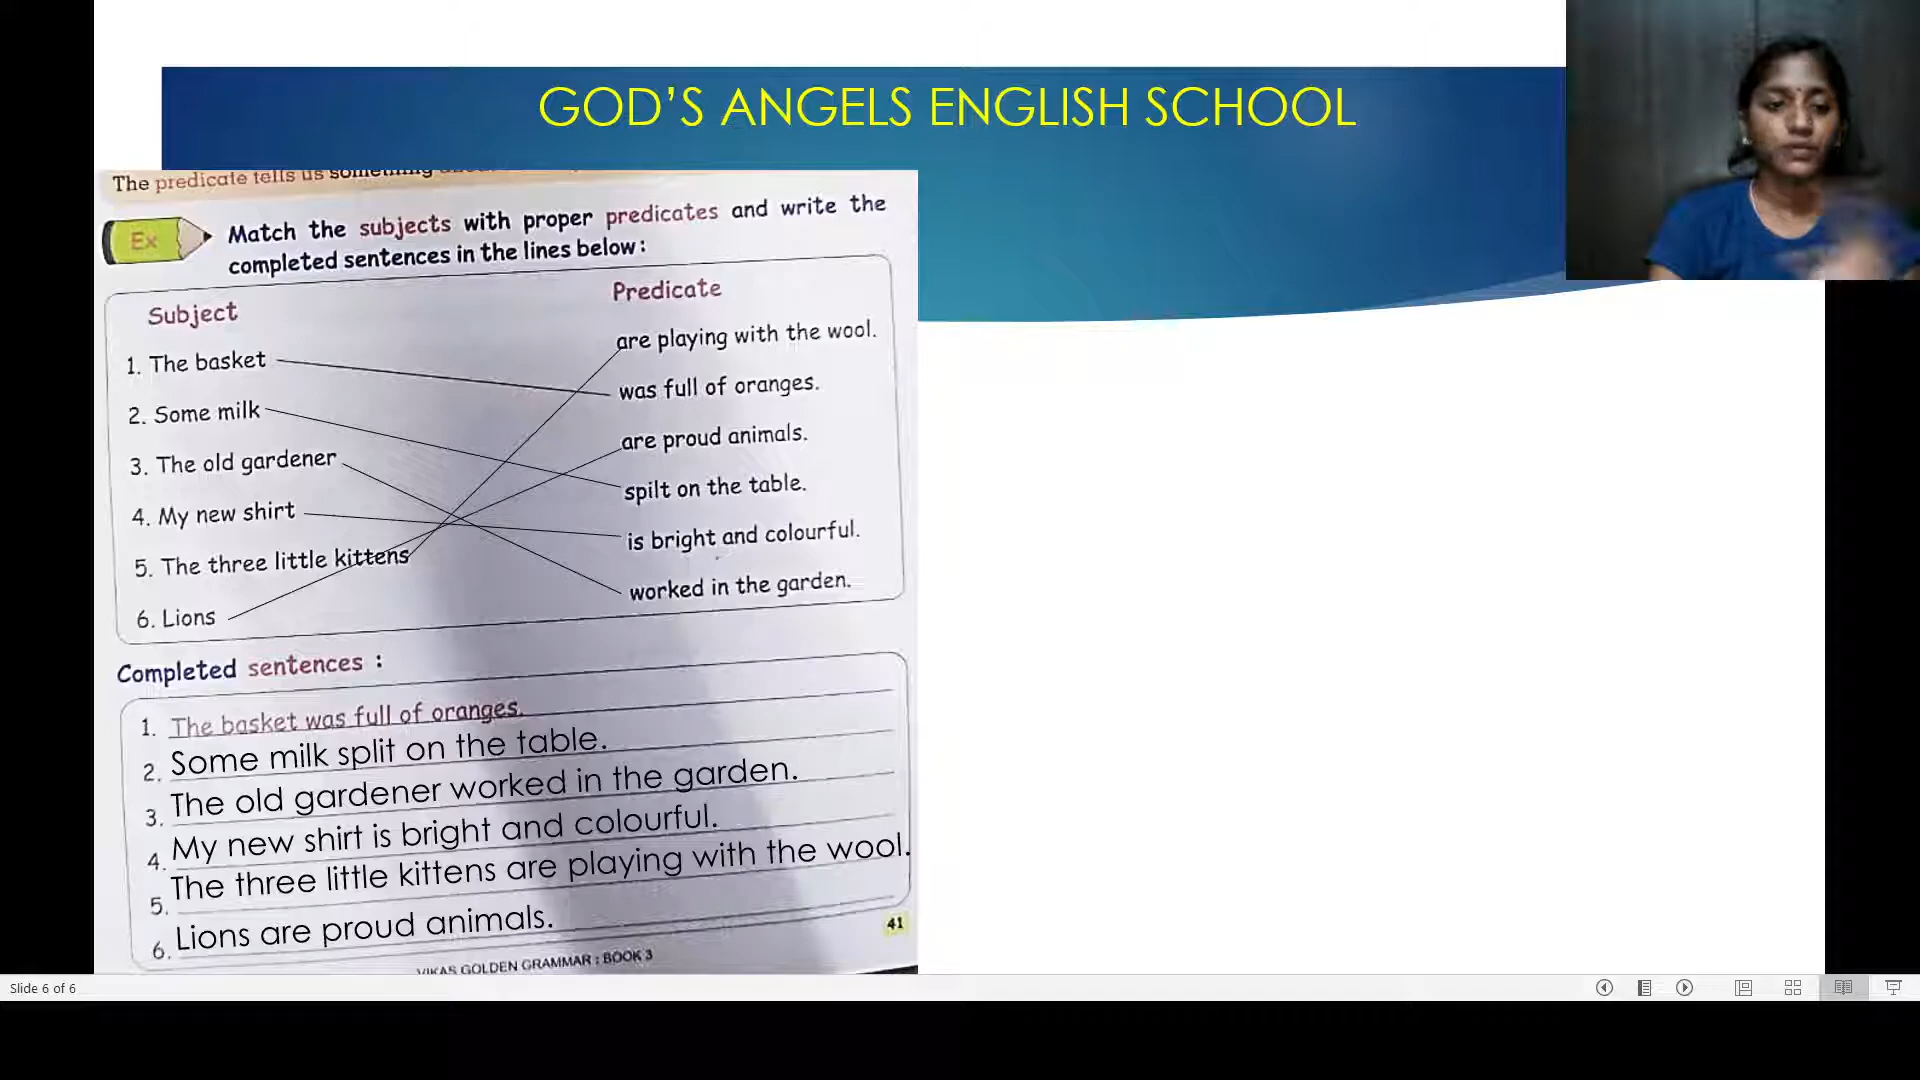 GOD'S ANGELS ENGLISH SCHOOL
The predicate tells us something
Ex
Match the subjects with proper predicates and write the
completed sentences in the lines below:
Subject
Predicate
1. The basket
are playing with the wool.
2. Some milk
was full of oranges.
3. The old gardener
are proud animals.
4. My new shirt
spilt on the table.
5. The three little kittens
is bright and colourful.
6. Lions
worked in the garden.
Completed sentences :
1. The basket was full of oranges.
2. Some milk split on the table.
3. The old gardener worked in the garden.
4. My new shirt is bright and colourful.
5. The three little kittens are playing with the wool.
6. Lions are proud animals.
41
VIKAS GOLDEN GRAMMAR : BOOK 3
Slide 6 of 6